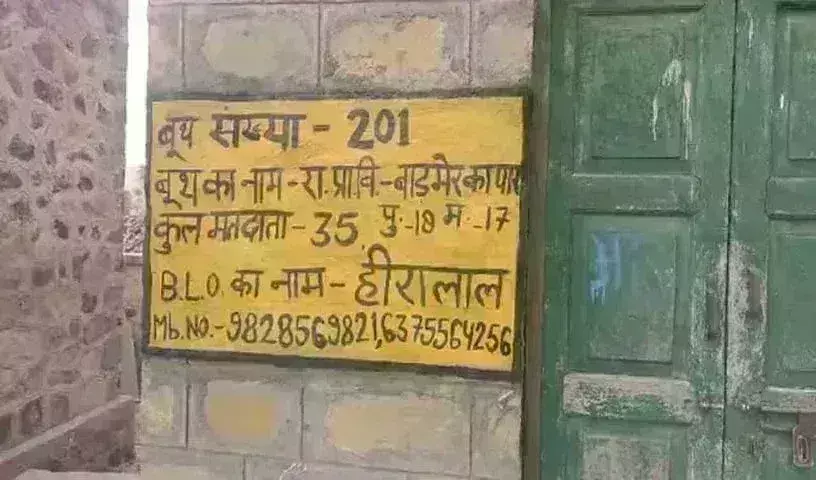 बूथ संख्या - 201
बूथ का नाम - रा.प्रा.वि.-बाड़मेर का पार
कुल मतदाता - 35 पु.-18 म.-17
B.L.O. का नाम - हीरालाल
Mb.NO.-9828569821,6375564256